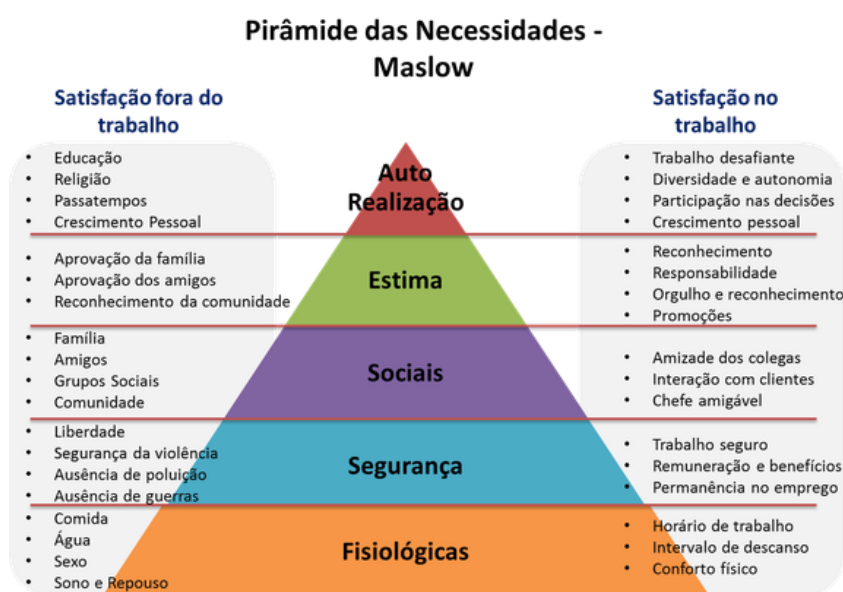 Pirâmide das Necessidades -
Maslow
Satisfação fora do
trabalho
• Educação
• Religião
• Passatempos
• Crescimento Pessoal
• Aprovação da família
• Aprovação dos amigos
• Reconhecimento da comunidade
• Família
• Amigos
• Grupos Sociais
• Comunidade
• Liberdade
• Segurança da violência
• Ausência de poluição
• Ausência de guerras
• Comida
• Água
• Sexo
• Sono e Repouso
Auto
Realização
Estima
Sociais
Segurança
Fisiológicas
Satisfação no
trabalho
• Trabalho desafiante
• Diversidade e autonomia
• Participação nas decisões
• Crescimento pessoal
• Reconhecimento
• Responsabilidade
• Orgulho e reconhecimento
• Promoções
• Amizade dos colegas
• Interação com clientes
• Chefe amigável
• Trabalho seguro
• Remuneração e benefícios
• Permanência no emprego
• Horário de trabalho
• Intervalo de descanso
• Conforto físico